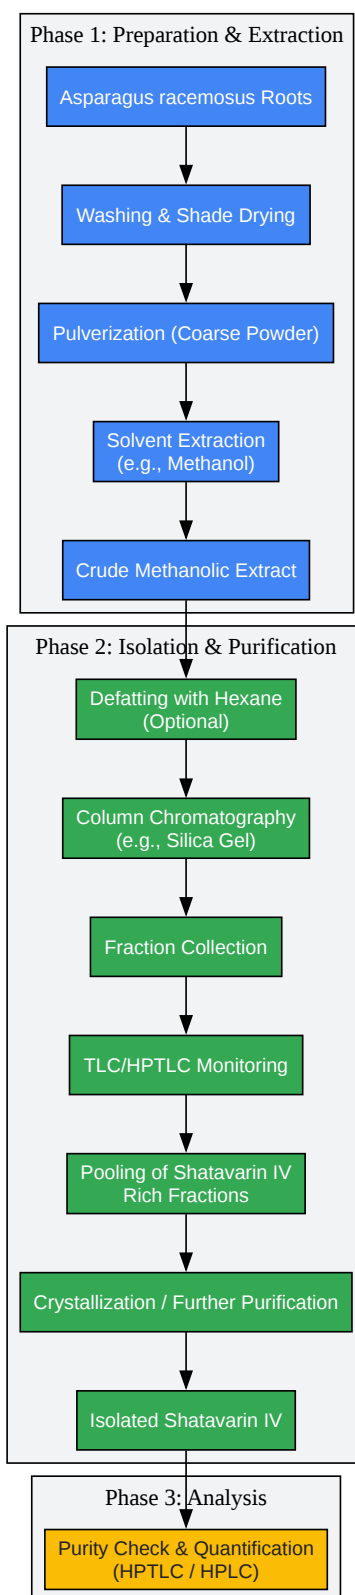 Phase 1: Preparation & Extraction
Asparagus racemosus Roots
Washing & Shade Drying
Pulverization (Coarse Powder)
Solvent Extraction
(e.g., Methanol)
Crude Methanolic Extract
Phase 2: Isolation & Purification
Defatting with Hexane
(Optional)
Column Chromatography
(e.g., Silica Gel)
Fraction Collection
TLC/HPTLC Monitoring
Pooling of Shatavarin IV
Rich Fractions
Crystallization / Further Purification
Isolated Shatavarin IV
Phase 3: Analysis
Purity Check & Quantification
(HPTLC / HPLC)